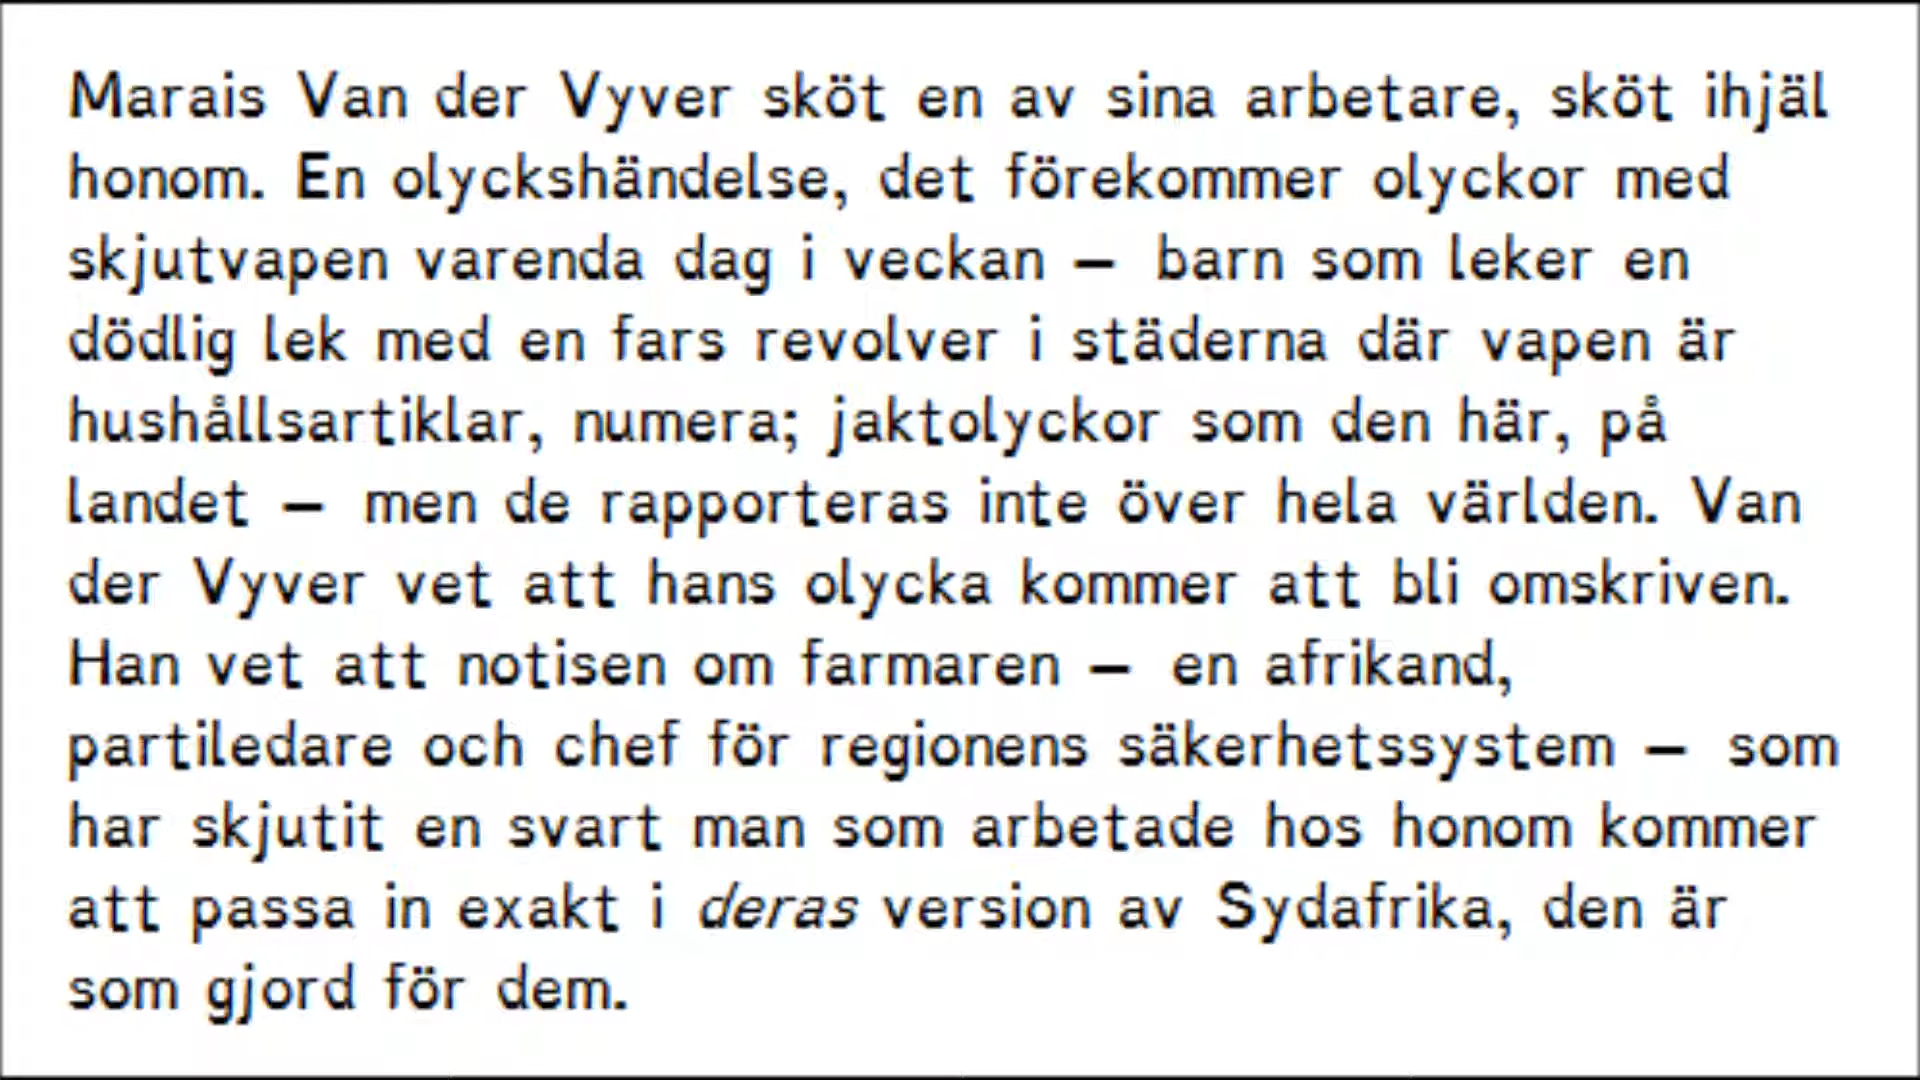 Marais Van der Vyver sköt en av sina arbetare, sköt ihjäl
honom. En olyckshändelse, det förekommer olyckor med
skjutvapen varenda dag i veckan – barn som leker en
dödlig lek med en fars revolver i städerna där vapen är
hushållsartiklar, numera; jaktolyckor som den här, på
landet – men de rapporteras inte över hela världen. Van
der Vyver vet att hans olycka kommer att bli omskriven.
Han vet att notisen om farmaren – en afrikand,
partiledare och chef för regionens säkerhetssystem – som
har skjutit en svart man som arbetade hos honom kommer
att passa in exakt i deras version av Sydafrika, den är
som gjord för dem.